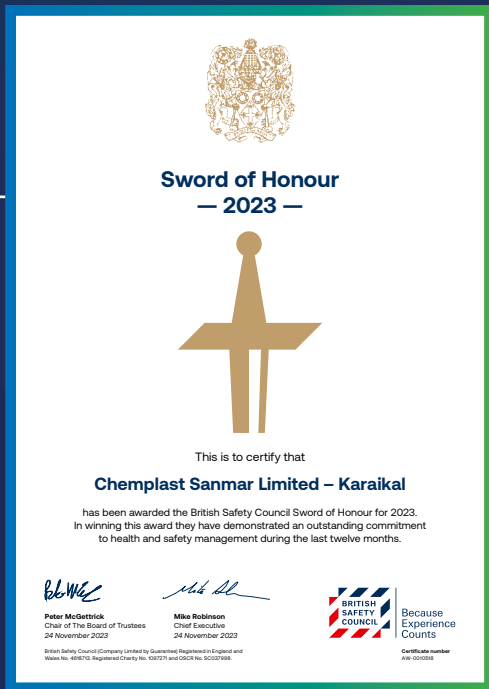 Sword of Honour
— 2023 —
This is to certify that
Chemplast Sanmar Limited – Karaikal
has been awarded the British Safety Council Sword of Honour for 2023.
In winning this award they have demonstrated an outstanding commitment
to health and safety management during the last twelve months.
Peter McGettrick
Chair of The Board of Trustees
24 November 2023
Mike Robinson
Chief Executive
24 November 2023
BRITISH
SAFETY
COUNCIL
Because
Experience
Counts
British Safety Council (Company Limited by Guarantee) Registered in England and
Wales No. 4618713. Registered Charity No. 1097271 and OSCR No. SC037998.
Certificate number
AW-0010518